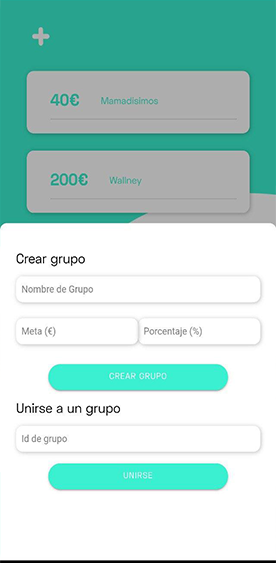 40€ Mamadisimos
200€ Wallney
Crear grupo
Nombre de Grupo
Meta (€) Porcentaje (%)
CREAR GRUPO
Unirse a un grupo
Id de grupo
UNIRSE